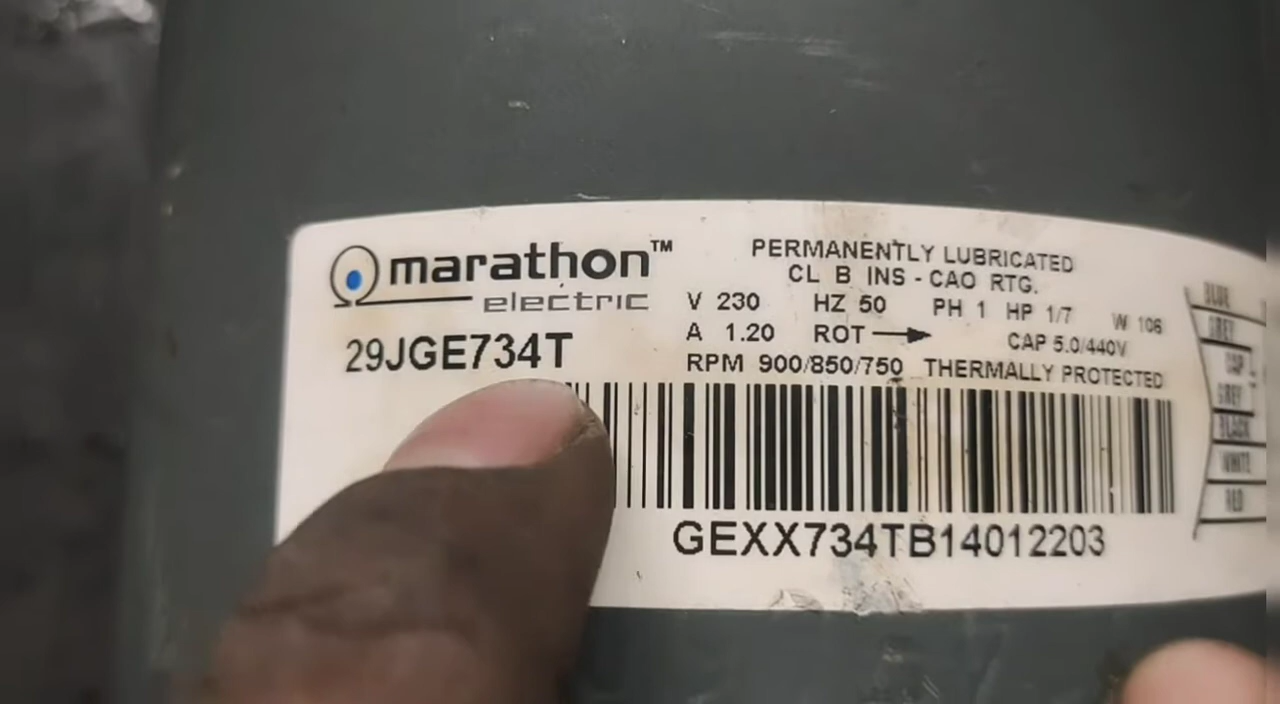 marathon™
electric
29JGE734T
PERMANENTLY LUBRICATED
CL B INS - CAO RTG.
V 230 HZ 50 PH 1 HP 1/7 W 106
A 1.20 ROT → CAP 5.0/440V
RPM 900/850/750 THERMALLY PROTECTED
GEXX734TB14012203
BLUE
GREY
CAP
GREY
BLACK
WHITE
RED